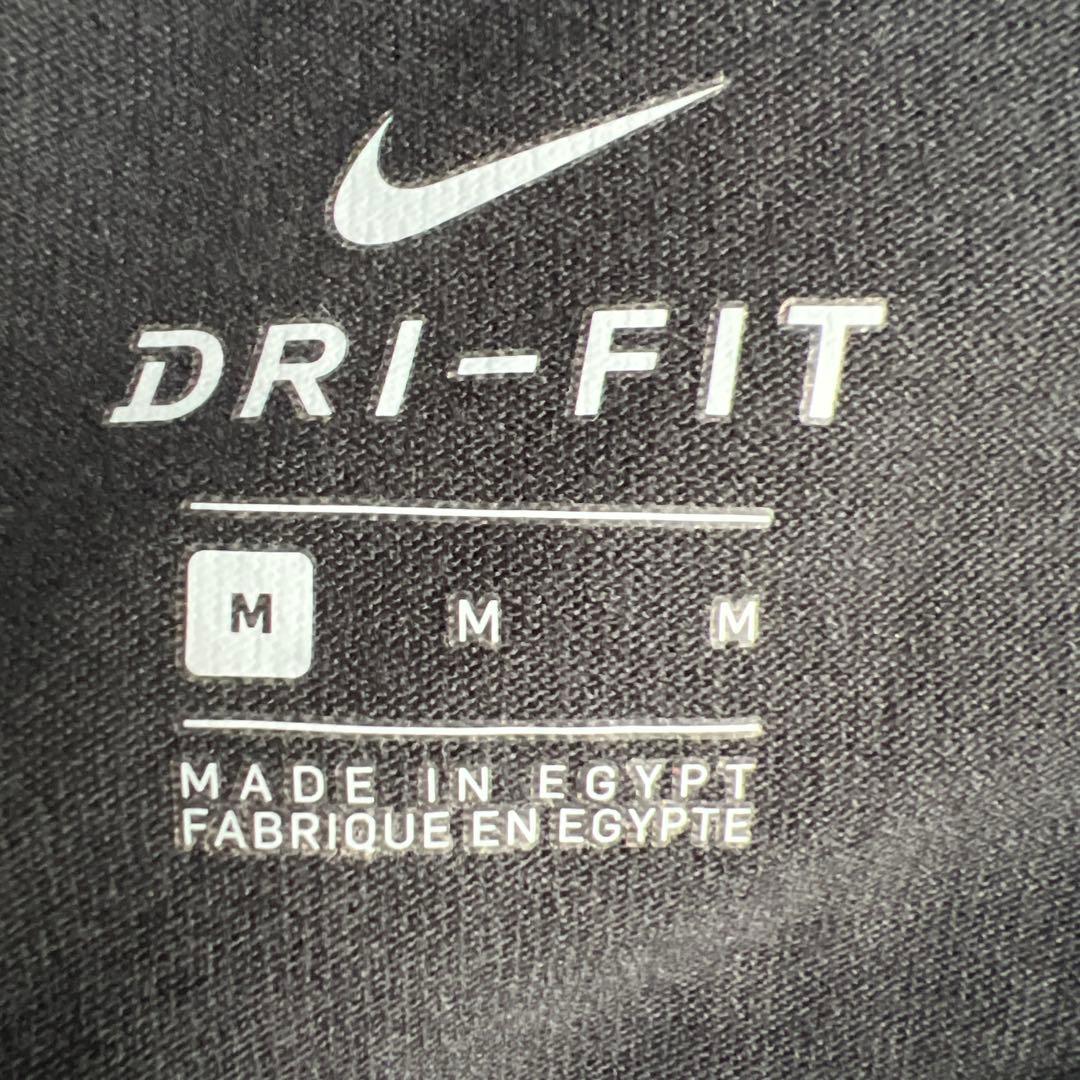 DRI-FIT
M M M
MADE IN EGYPT
FABRIQUE EN EGYPTE